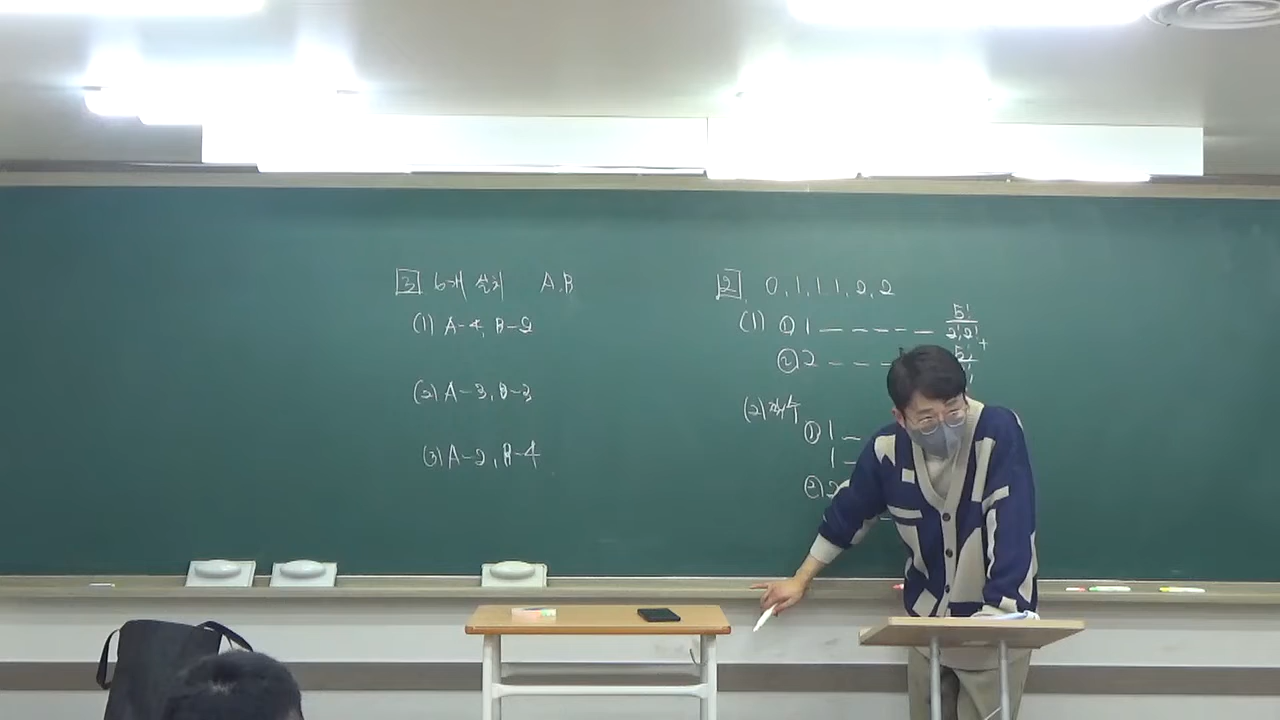 3 6개 설치 A,B
(1) A-4, B-2
(2) A-3, B-3
(3) A-2, B-4
2 0, 1, 1, 1, 2, 2
(1) ① 1 _ _ _ _ _ 5!/2!2! +
② 2 _ _ _ 5!
(2) 짝수
① 1 _
1 _
② 2